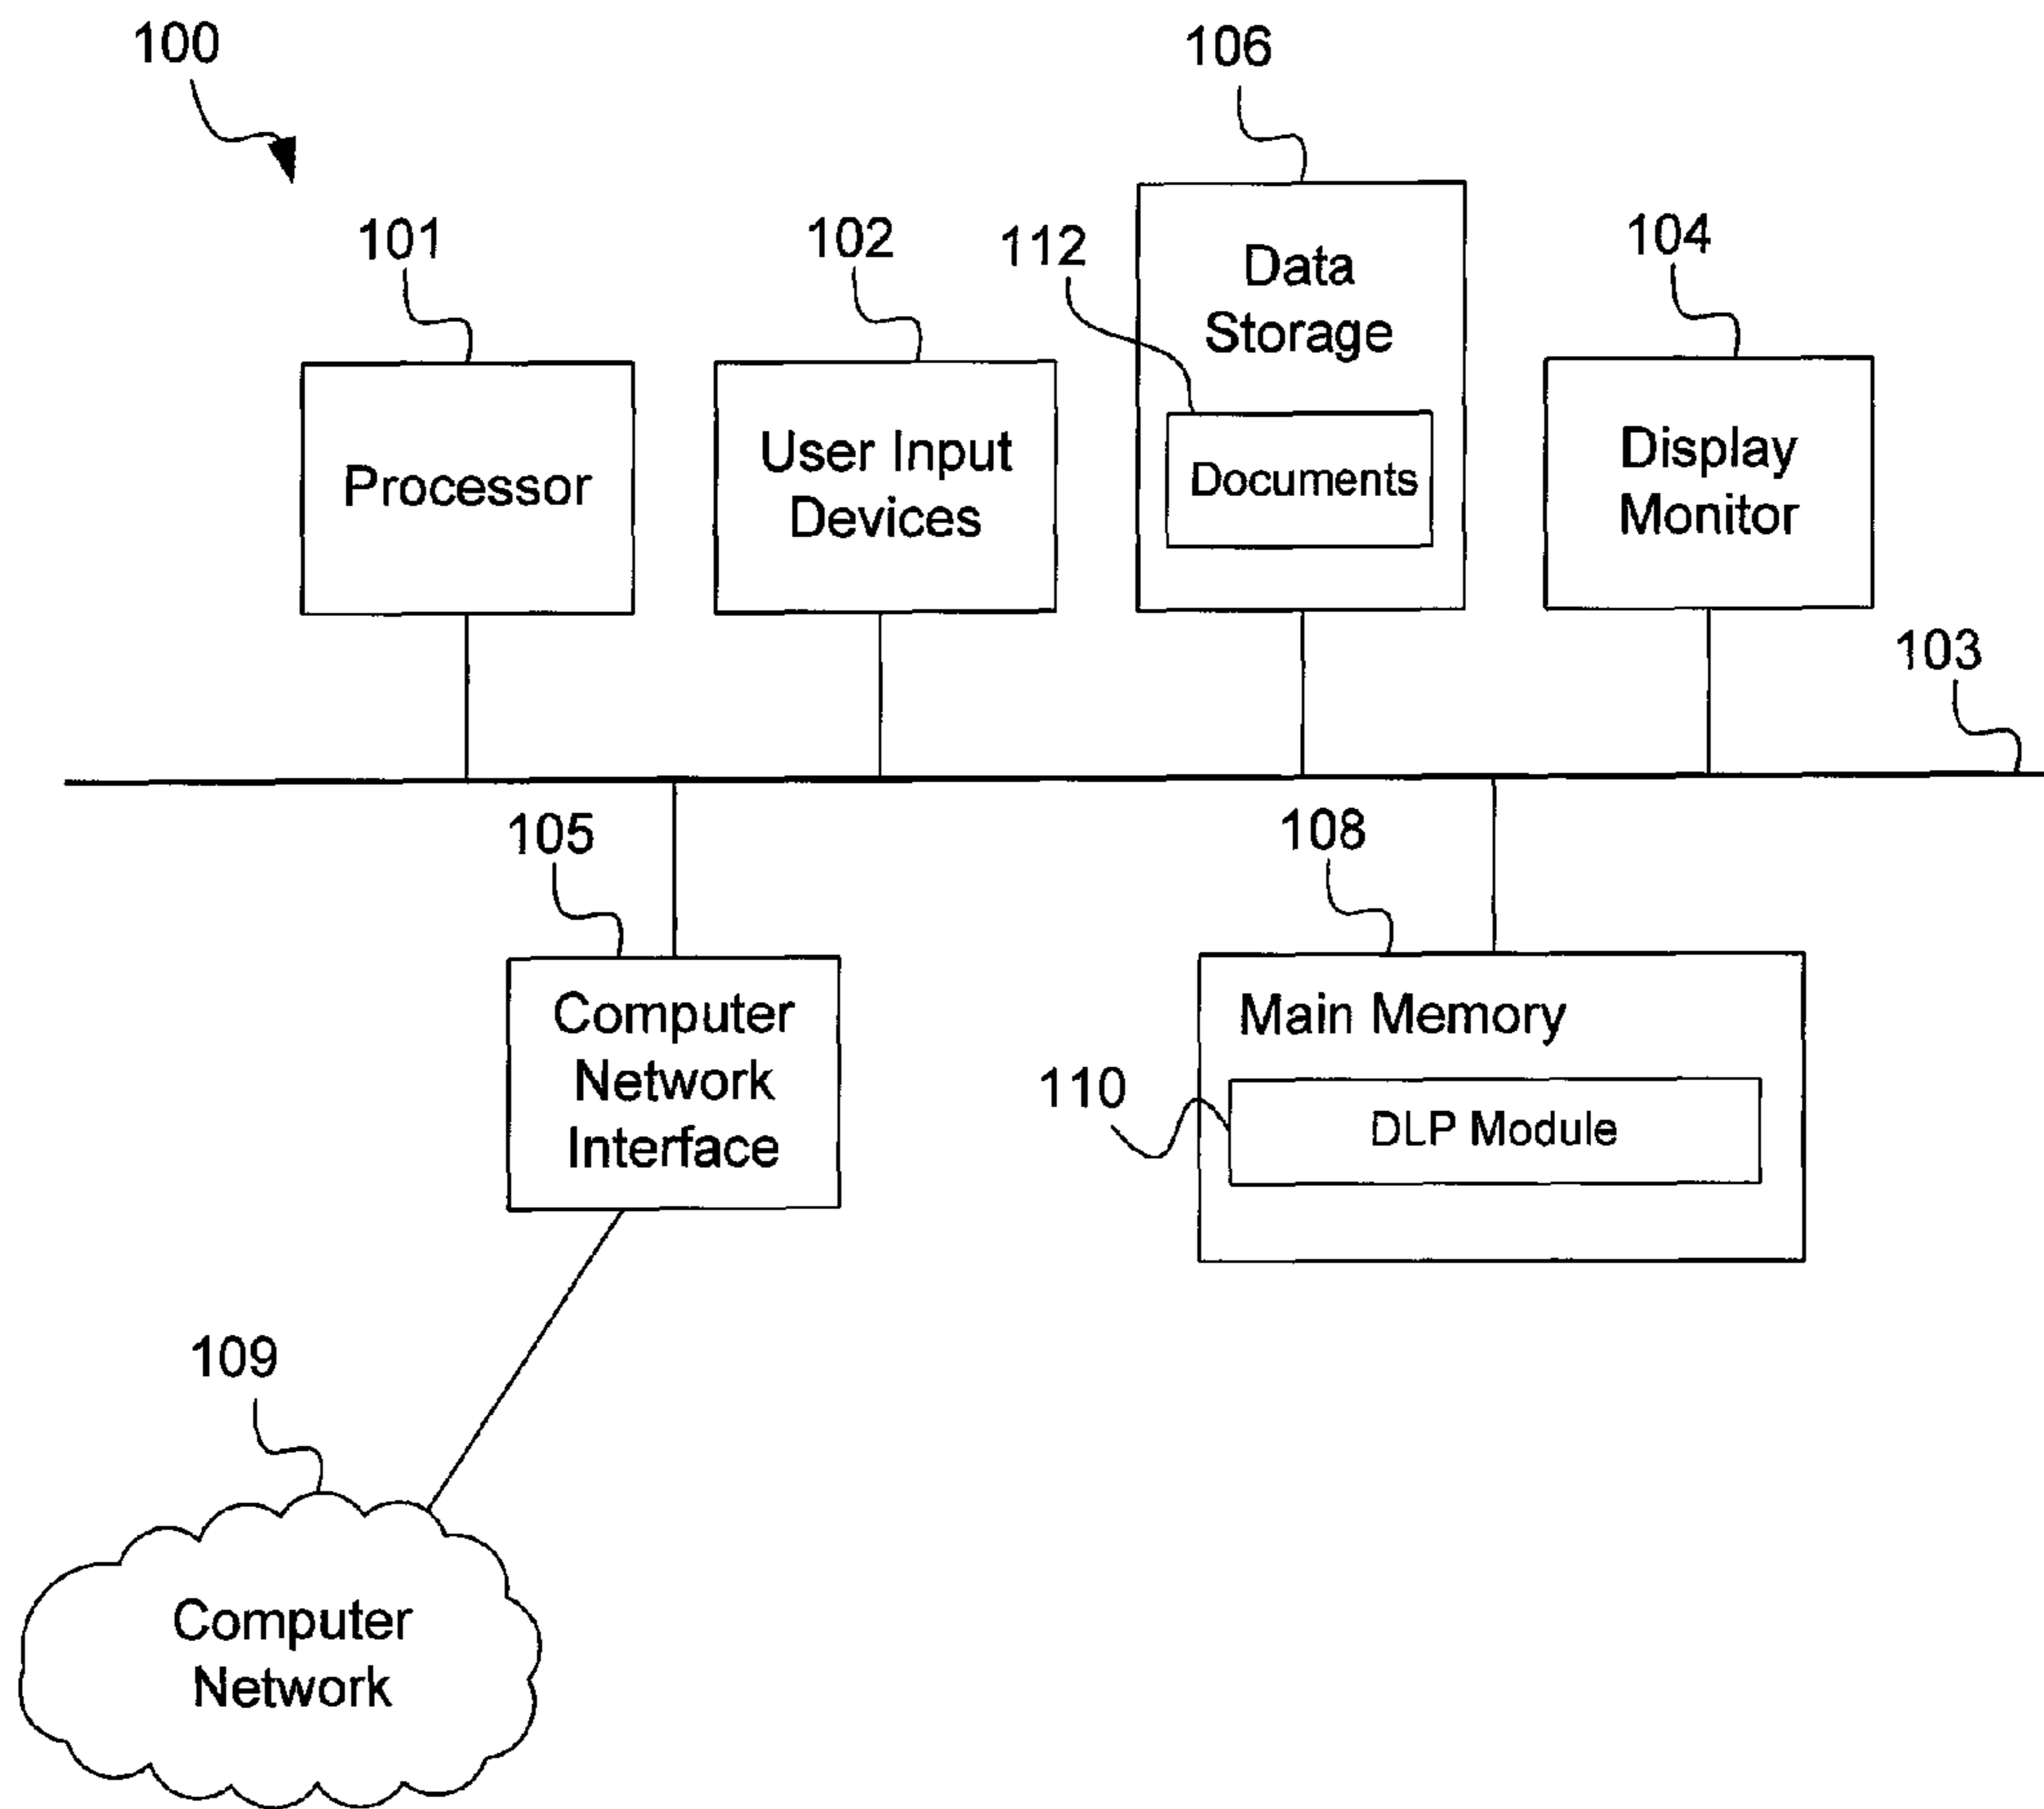 100
106
101
102
112
104
Data
Storage
Processor
User Input
Devices
Documents
Display
Monitor
103
105
108
Computer
Network
Interface
Main Memory
110
DLP Module
109
Computer
Network